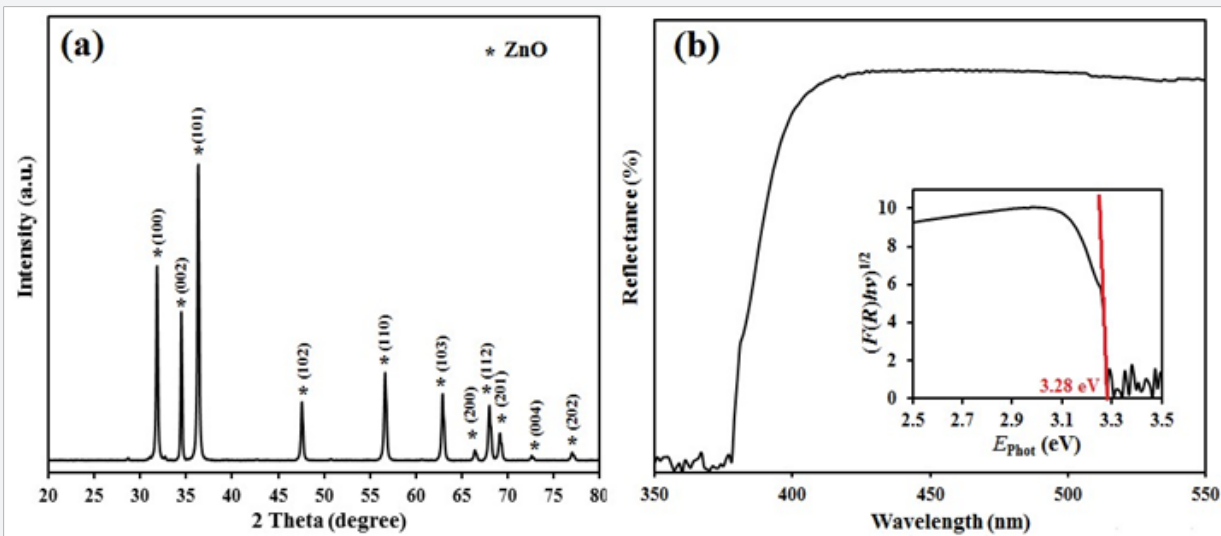 (a)
* ZnO
* (100)
* (002)
* (101)
* (102)
* (110)
* (103)
* (200)
* (112)
* (201)
* (004)
* (202)
Intensity (a.u.)
20 25 30 35 40 45 50 55 60 65 70 75 80
2 Theta (degree)
(b)
Reflectance (%)
350 400 450 500 550
Wavelength (nm)
(F(R)hν)1/2
10
8
6
4
2
0
3.28 eV
2.5 2.7 2.9 3.1 3.3 3.5
EPhot (eV)